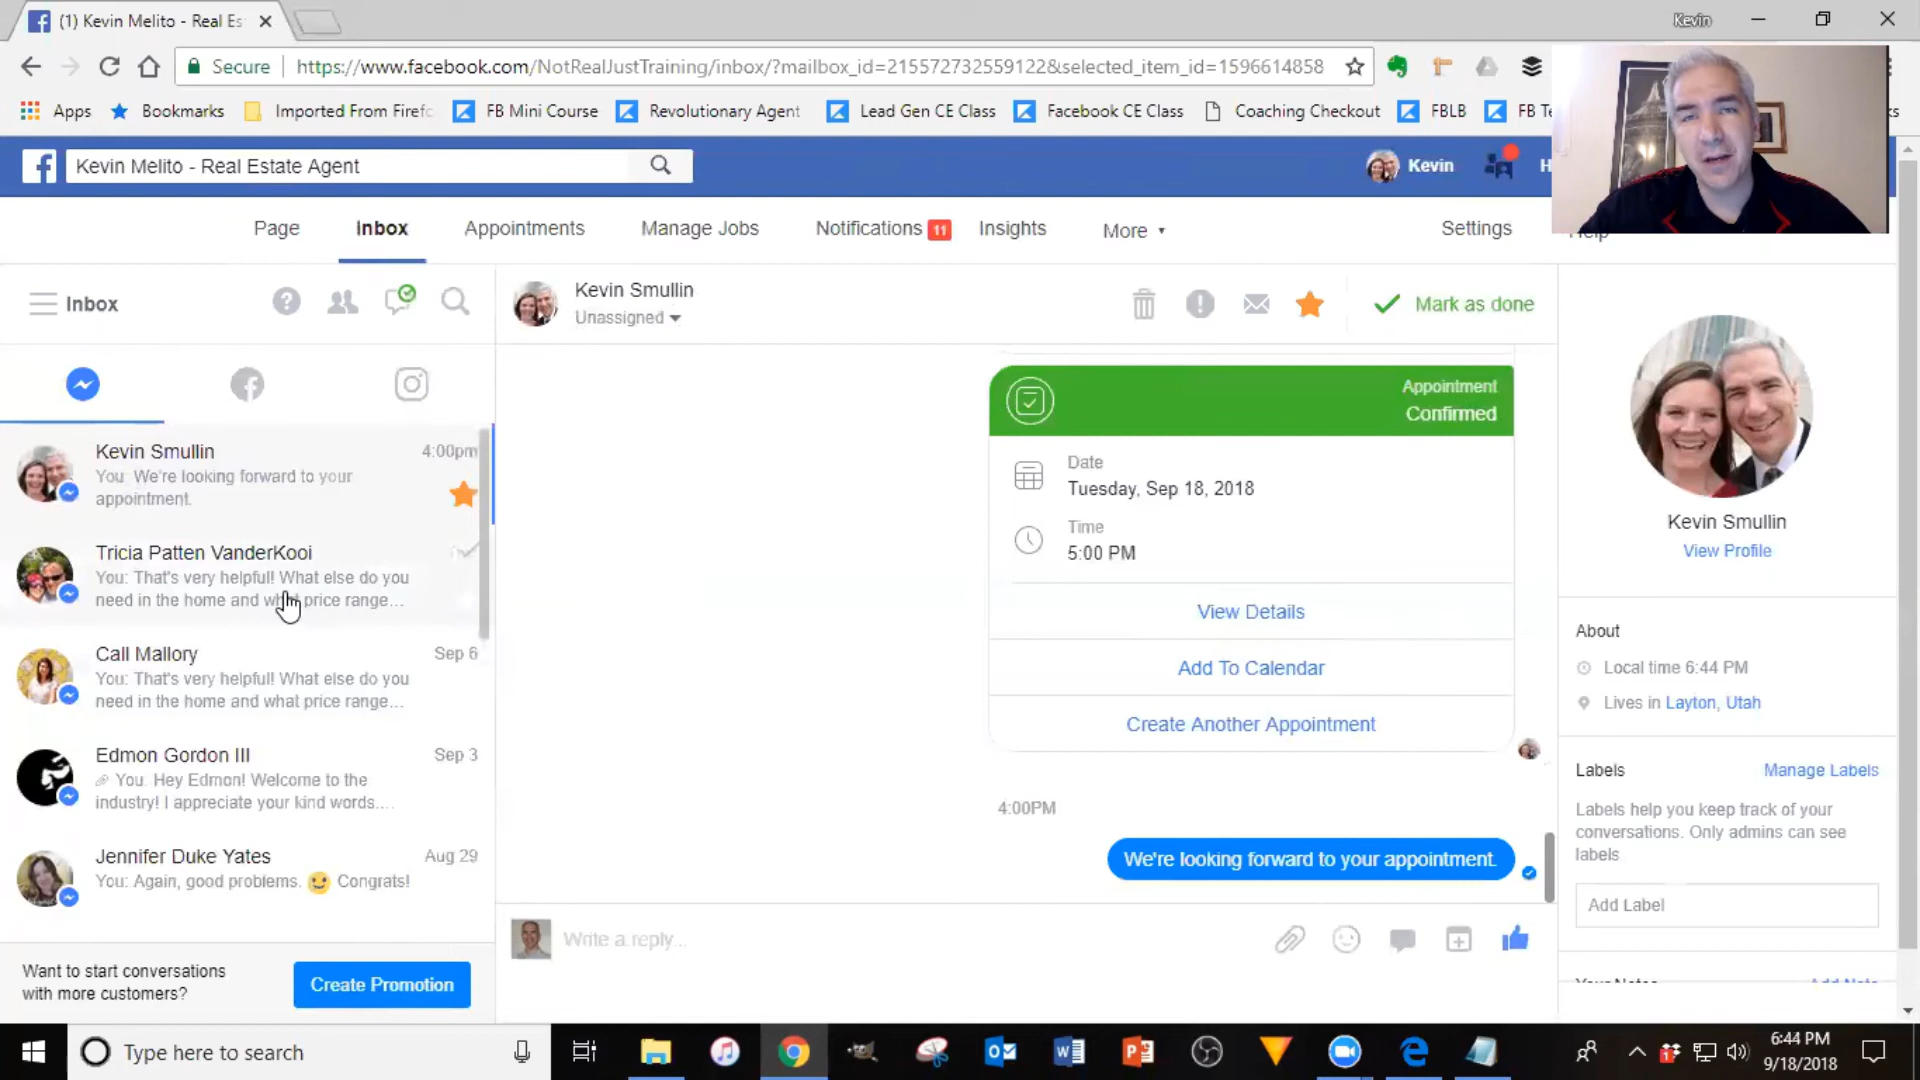 (1) Kevin Melito - Real Es
Kevin
Secure
https://www.facebook.com/NotRealJustTraining/inbox/?mailbox_id=215572732559122&selected_item_id=1596614858
Apps
Bookmarks
Imported From Firefo
FB Mini Course
Revolutionary Agent
Lead Gen CE Class
Facebook CE Class
Coaching Checkout
FBLB
FB Te
Kevin Melito - Real Estate Agent
Kevin
H
Page
Inbox
Appointments
Manage Jobs
Notifications 11
Insights
More
Settings
Help
Inbox
Kevin Smullin
Unassigned
Mark as done
Kevin Smullin
4:00pm
You: We're looking forward to your
appointment.
Tricia Patten VanderKooi
You: That's very helpful! What else do you
need in the home and what price range...
Call Mallory
Sep 6
You: That's very helpful! What else do you
need in the home and what price range...
Edmon Gordon III
Sep 3
You: Hey Edmon! Welcome to the
industry! I appreciate your kind words....
Jennifer Duke Yates
Aug 29
You: Again, good problems. Congrats!
Want to start conversations
with more customers?
Create Promotion
Appointment
Confirmed
Date
Tuesday, Sep 18, 2018
Time
5:00 PM
View Details
Add To Calendar
Create Another Appointment
4:00PM
We're looking forward to your appointment.
Write a reply...
Kevin Smullin
View Profile
About
Local time 6:44 PM
Lives in Layton, Utah
Labels
Manage Labels
Labels help you keep track of your
conversations. Only admins can see
labels
Add Label
Your Notes
Add Note
Type here to search
6:44 PM
9/18/2018